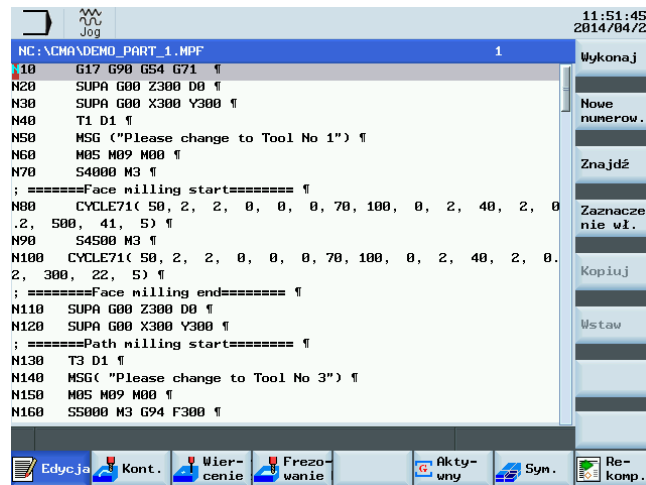 Jog
11:51:45
2014/04/2
NC:\CMA\DEMO_PART_1.MPF 1
N10 G17 G90 G54 G71 ¶
N20 SUPA G00 Z300 D0 ¶
N30 SUPA G00 X300 Y300 ¶
N40 T1 D1 ¶
N50 MSG ("Please change to Tool No 1") ¶
N60 M05 M09 M00 ¶
N70 S4000 M3 ¶
; =======Face milling start======== ¶
N80 CYCLE71( 50, 2, 2, 0, 0, 0, 70, 100, 0, 2, 40, 2, 0
.2, 500, 41, 5) ¶
N90 S4500 M3 ¶
N100 CYCLE71( 50, 2, 2, 0, 0, 0, 70, 100, 0, 2, 40, 2, 0.
2, 300, 22, 5) ¶
; ========Face milling end======== ¶
N110 SUPA G00 Z300 D0 ¶
N120 SUPA G00 X300 Y300 ¶
; ========Path milling start======== ¶
N130 T3 D1 ¶
N140 MSG( "Please change to Tool No 3") ¶
N150 M05 M09 M00 ¶
N160 S5000 M3 G94 F300 ¶
Wykonaj
Nowe
numerow.
Znajdź
Zaznacze
nie wł.
Kopiuj
Wstaw
Edycja
Kont.
Wier-
cenie
Frezo-
wanie
G Akty-
wny
Sym.
Re-
komp.